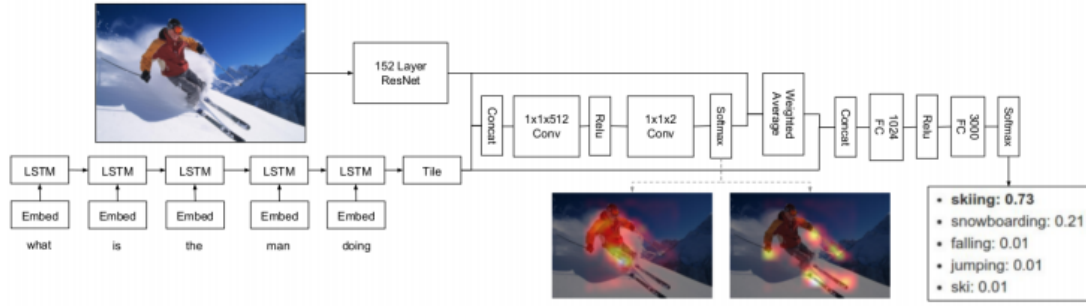 152 Layer
ResNet
Concat
1x1x512
Conv
Relu
1x1x2
Conv
Softmax
Weighted
Average
Concat
1024
FC
Relu
3000
FC
Softmax
LSTM LSTM LSTM LSTM LSTM Tile
Embed Embed Embed Embed Embed
what is the man doing
• skiing: 0.73
• snowboarding: 0.21
• falling: 0.01
• jumping: 0.01
• ski: 0.01